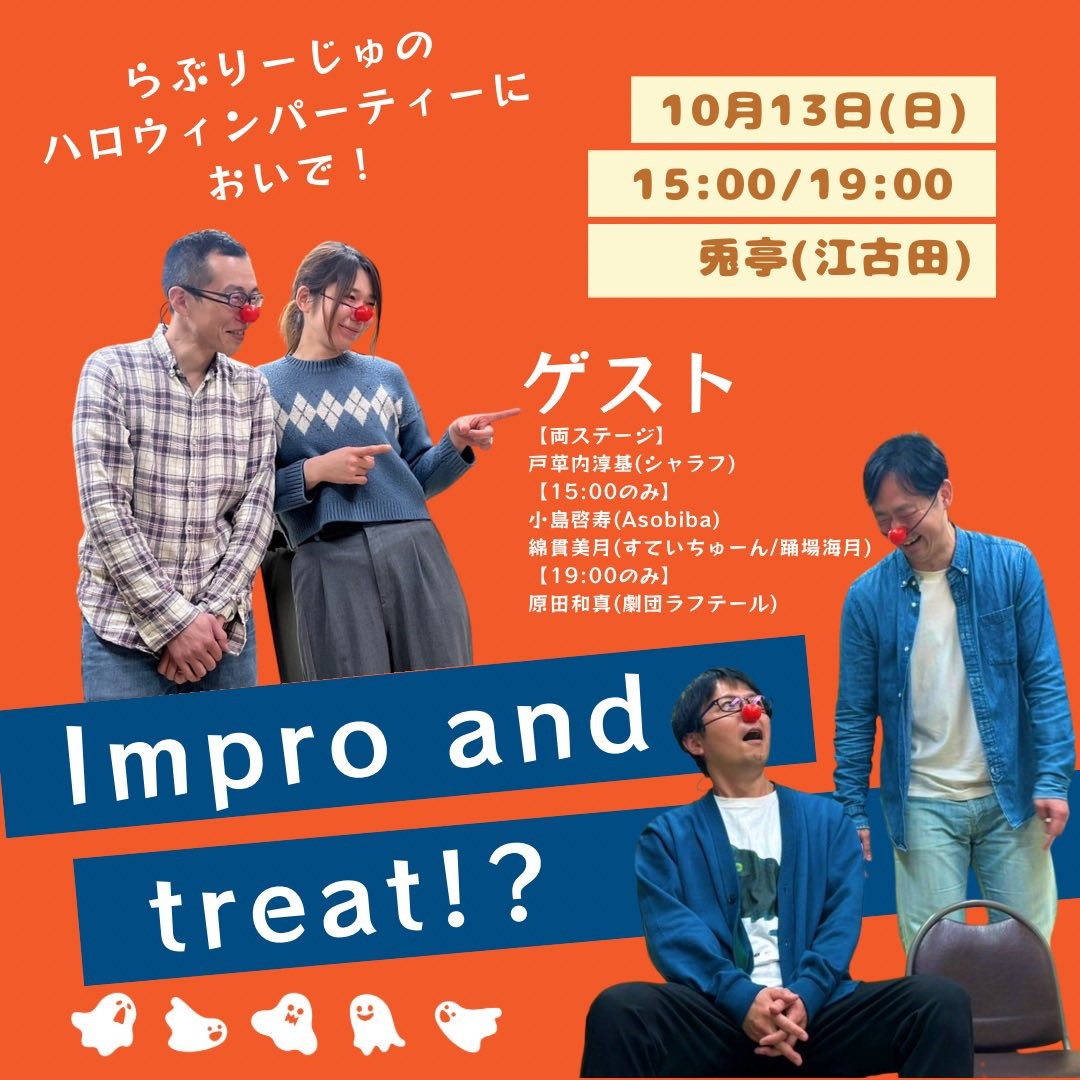 らぶりーじゅの
ハロウィンパーティーに
おいで！
10月13日(日)
15:00/19:00
兎亭(江古田)
ゲスト
【両ステージ】
戸草内淳基(シャラフ)
【15:00のみ】
小島啓寿(Asobiba)
綿貫美月(すていちゅーん/踊場海月)
【19:00のみ】
原田和真(劇団ラフテール)
Impro and
treat!?